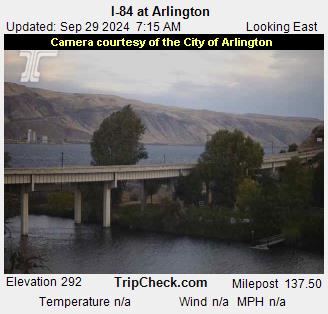 I-84 at Arlington
Updated: Sep 29 2024 7:15 AM Looking East
Camera courtesy of the City of Arlington
Elevation 292 TripCheck.com Milepost 137.50
Temperature n/a Wind n/a MPH n/a